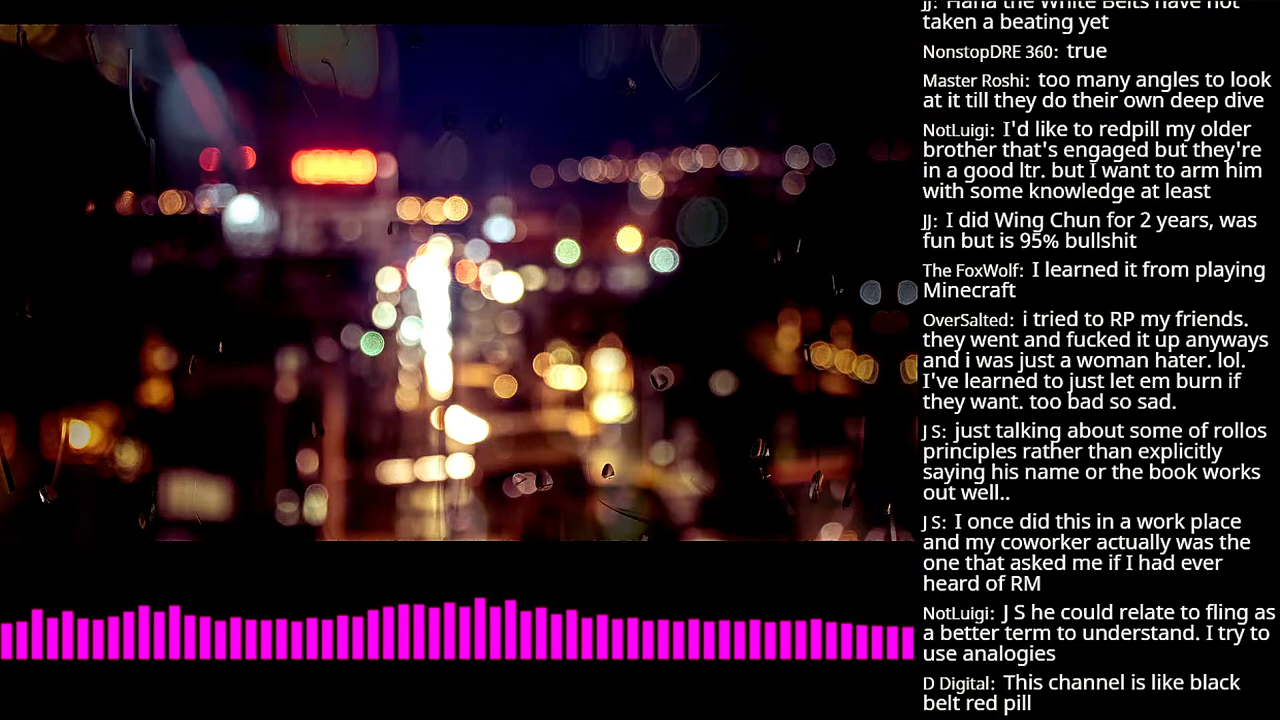 JJ: Haha the White Belts have not
taken a beating yet
NonstopDRE 360: true
Master Roshi: too many angles to look
at it till they do their own deep dive
NotLuigi: I'd like to redpill my older
brother that's engaged but they're
in a good ltr. but I want to arm him
with some knowledge at least
JJ: I did Wing Chun for 2 years, was
fun but is 95% bullshit
The FoxWolf: I learned it from playing
Minecraft
OverSalted: i tried to RP my friends.
they went and fucked it up anyways
and i was just a woman hater. lol.
I've learned to just let em burn if
they want. too bad so sad.
J S: just talking about some of rollos
principles rather than explicitly
saying his name or the book works
out well..
J S: I once did this in a work place
and my coworker actually was the
one that asked me if I had ever
heard of RM
NotLuigi: J S he could relate to fling as
a better term to understand. I try to
use analogies
D Digital: This channel is like black
belt red pill